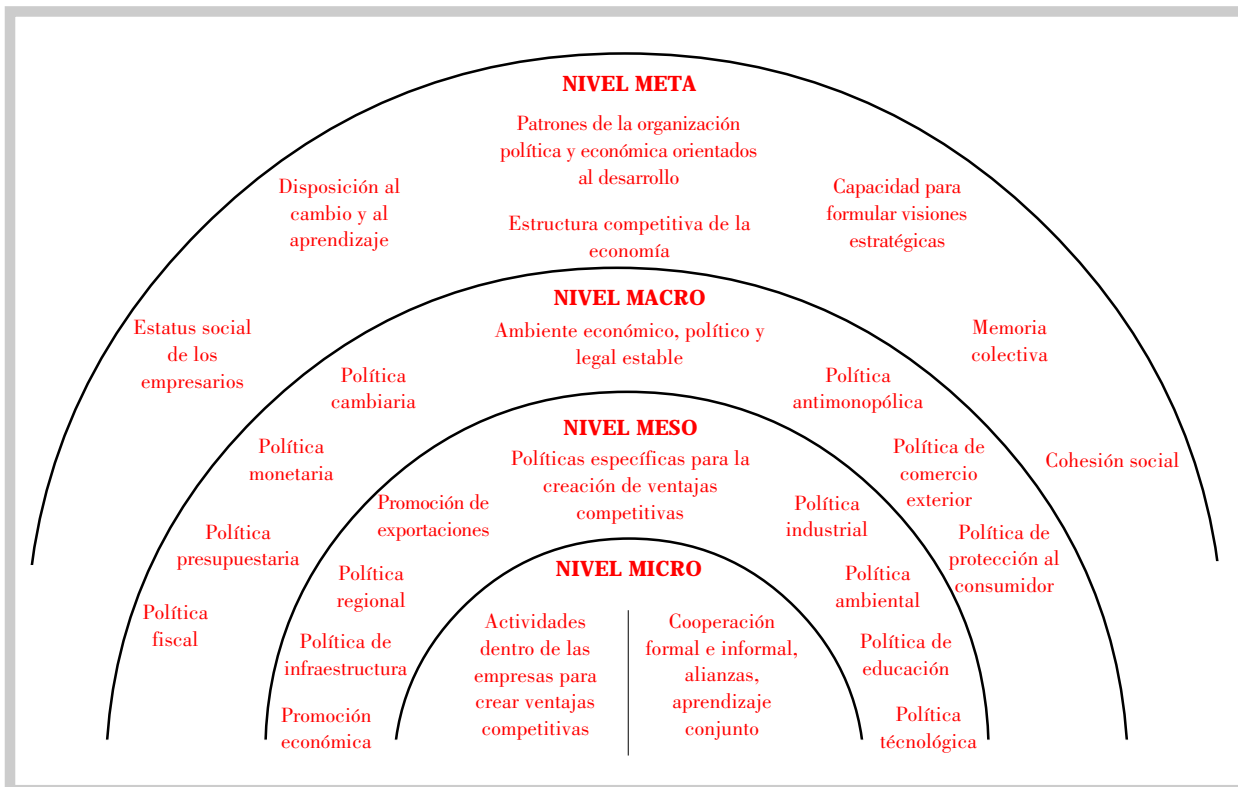 NIVEL META
Patrones de la organización
política y económica orientados
al desarrollo
Disposición al
cambio y al
aprendizaje
Capacidad para
formular visiones
estratégicas
Estructura competitiva de la
economía
Estatus social
de los
empresarios
Memoria
colectiva
Cohesión social
NIVEL MACRO
Ambiente económico, político y
legal estable
Política
cambiaria
Política
antimonopólica
Política
monetaria
Política de
comercio
exterior
Política
presupuestaria
Política de
protección al
consumidor
Política
fiscal
NIVEL MESO
Políticas específicas para la
creación de ventajas
competitivas
Promoción de
exportaciones
Política
industrial
Política
regional
Política
ambiental
Política de
infraestructura
Política de
educación
Promoción
económica
Política
técnológica
NIVEL MICRO
Actividades
dentro de las
empresas para
crear ventajas
competitivas
Cooperación
formal e informal,
alianzas,
aprendizaje
conjunto